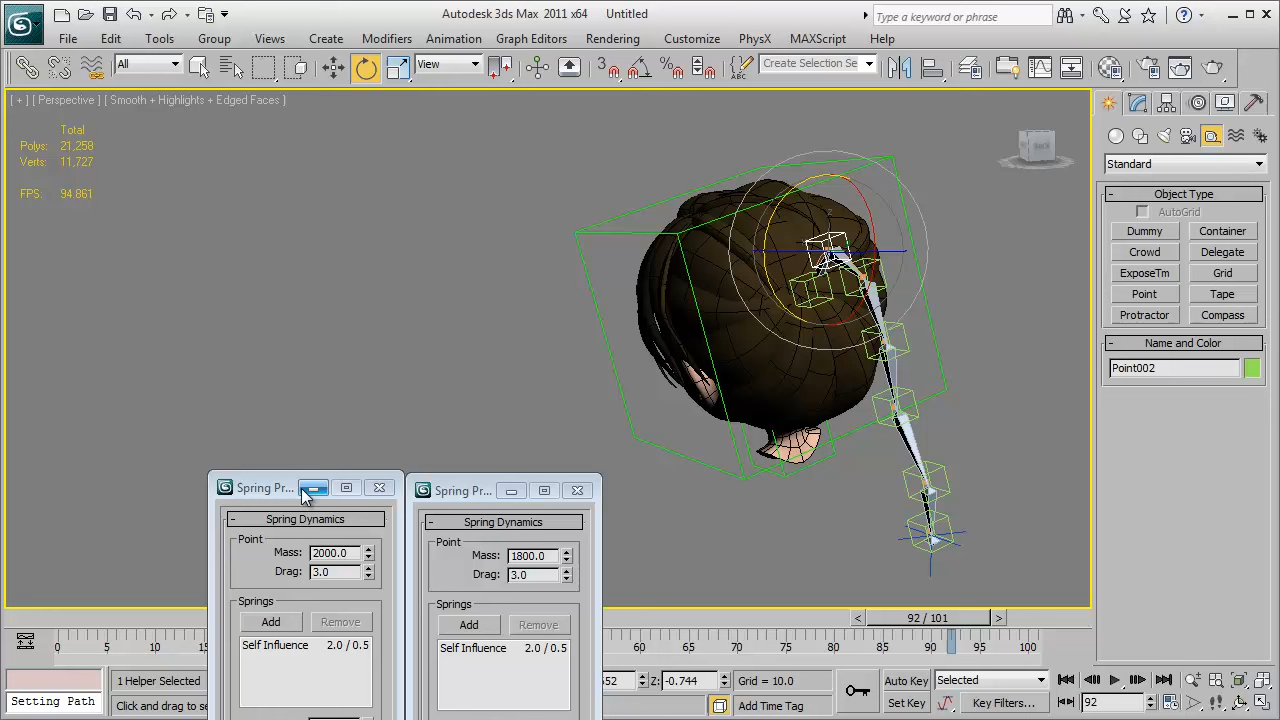 Autodesk 3ds Max 2011 x64 Untitled
Type a keyword or phrase
File Edit Tools Group Views Create Modifiers Animation Graph Editors Rendering Customize PhysX MAXScript Help
All
View
3
Create Selection Se
[ + ] [ Perspective ] [ Smooth + Highlights + Edged Faces ]
Total
Polys: 21,258
Verts: 11,727
FPS: 94.861
Standard
- Object Type
AutoGrid
Dummy Container
Crowd Delegate
ExposeTm Grid
Point Tape
Protractor Compass
- Name and Color
Point002
Spring Pr...
- Spring Dynamics
Point
Mass: 2000.0
Drag: 3.0
Springs
Add Remove
Self Influence 2.0 / 0.5
Spring Pr...
- Spring Dynamics
Point
Mass: 1800.0
Drag: 3.0
Springs
Add Remove
Self Influence 2.0 / 0.5
< 92 / 101 >
0 5 10 15 60 65 70 75 80 85 90 95 100
1 Helper Selected
Setting Path
Click and drag to se
652 Z: -0.744 Grid = 10.0
Add Time Tag
Auto Key Selected
Set Key Key Filters...
92